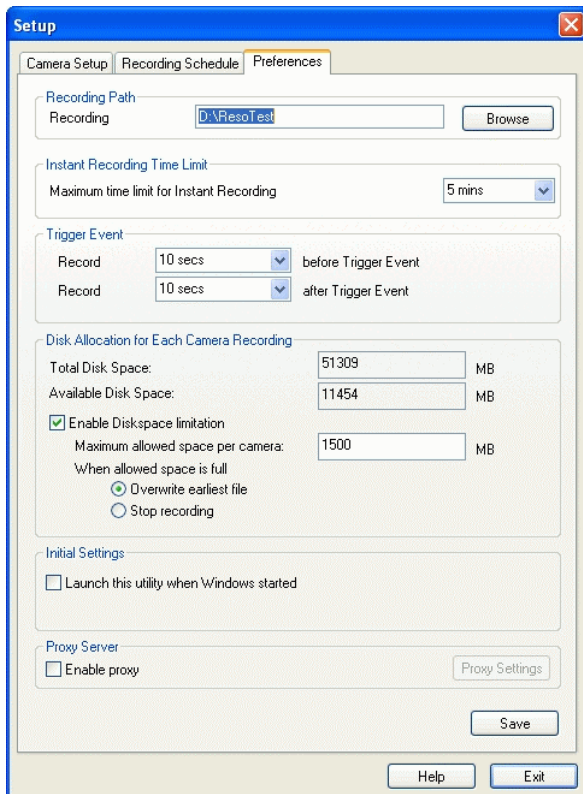 Setup
Camera Setup Recording Schedule Preferences
Recording Path
Recording D:\ResoTest Browse
Instant Recording Time Limit
Maximum time limit for Instant Recording 5 mins
Trigger Event
Record 10 secs before Trigger Event
Record 10 secs after Trigger Event
Disk Allocation for Each Camera Recording
Total Disk Space: 51309 MB
Available Disk Space: 11454 MB
Enable Diskspace limitation
Maximum allowed space per camera: 1500 MB
When allowed space is full
Overwrite earliest file
Stop recording
Initial Settings
Launch this utility when Windows started
Proxy Server
Enable proxy Proxy Settings
Save
Help Exit